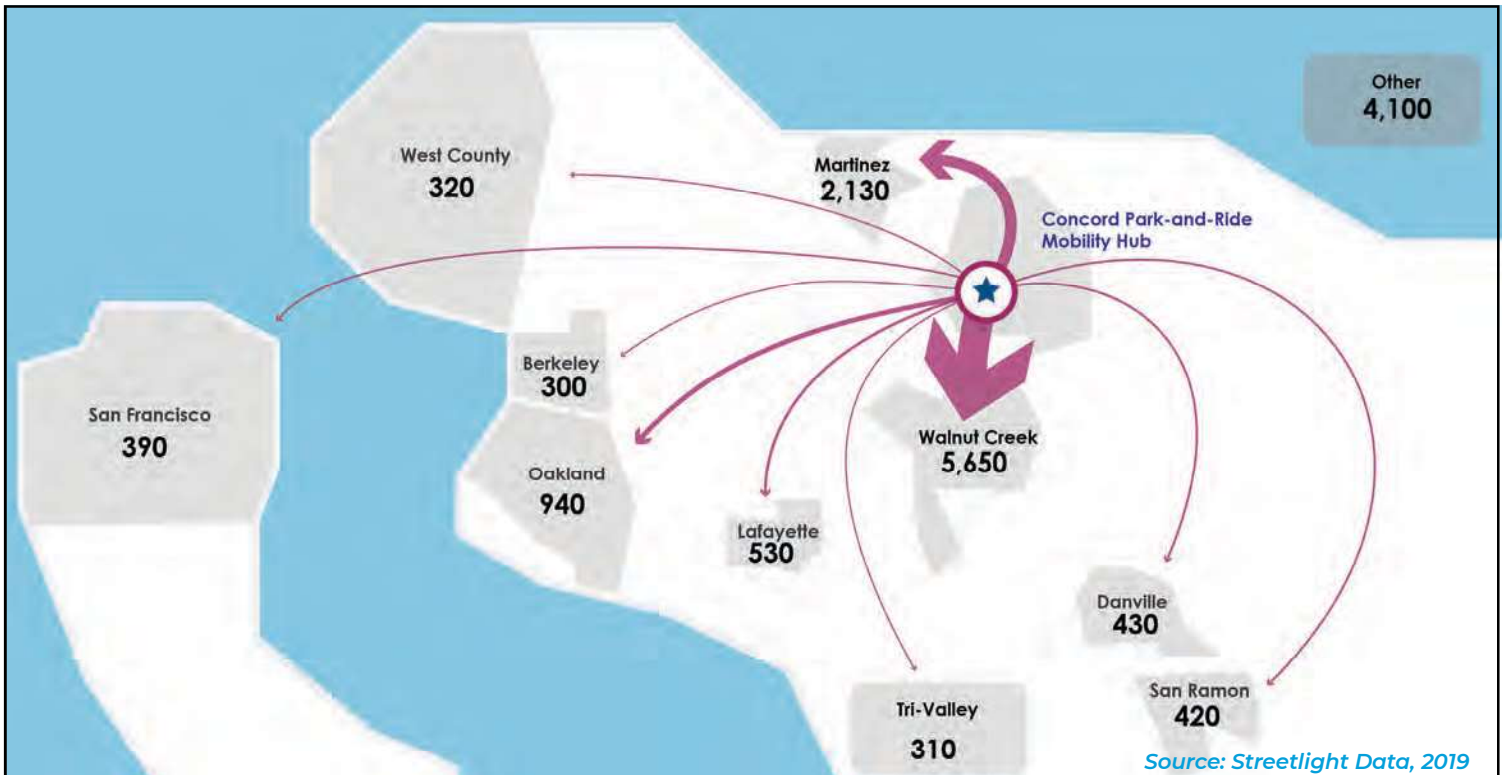 Other
4,100
West County
320
Martinez
2,130
Concord Park-and-Ride
Mobility Hub
Berkeley
300
San Francisco
390
Walnut Creek
5,650
Oakland
940
Lafayette
530
Danville
430
San Ramon
420
Tri-Valley
310
Source: Streetlight Data, 2019